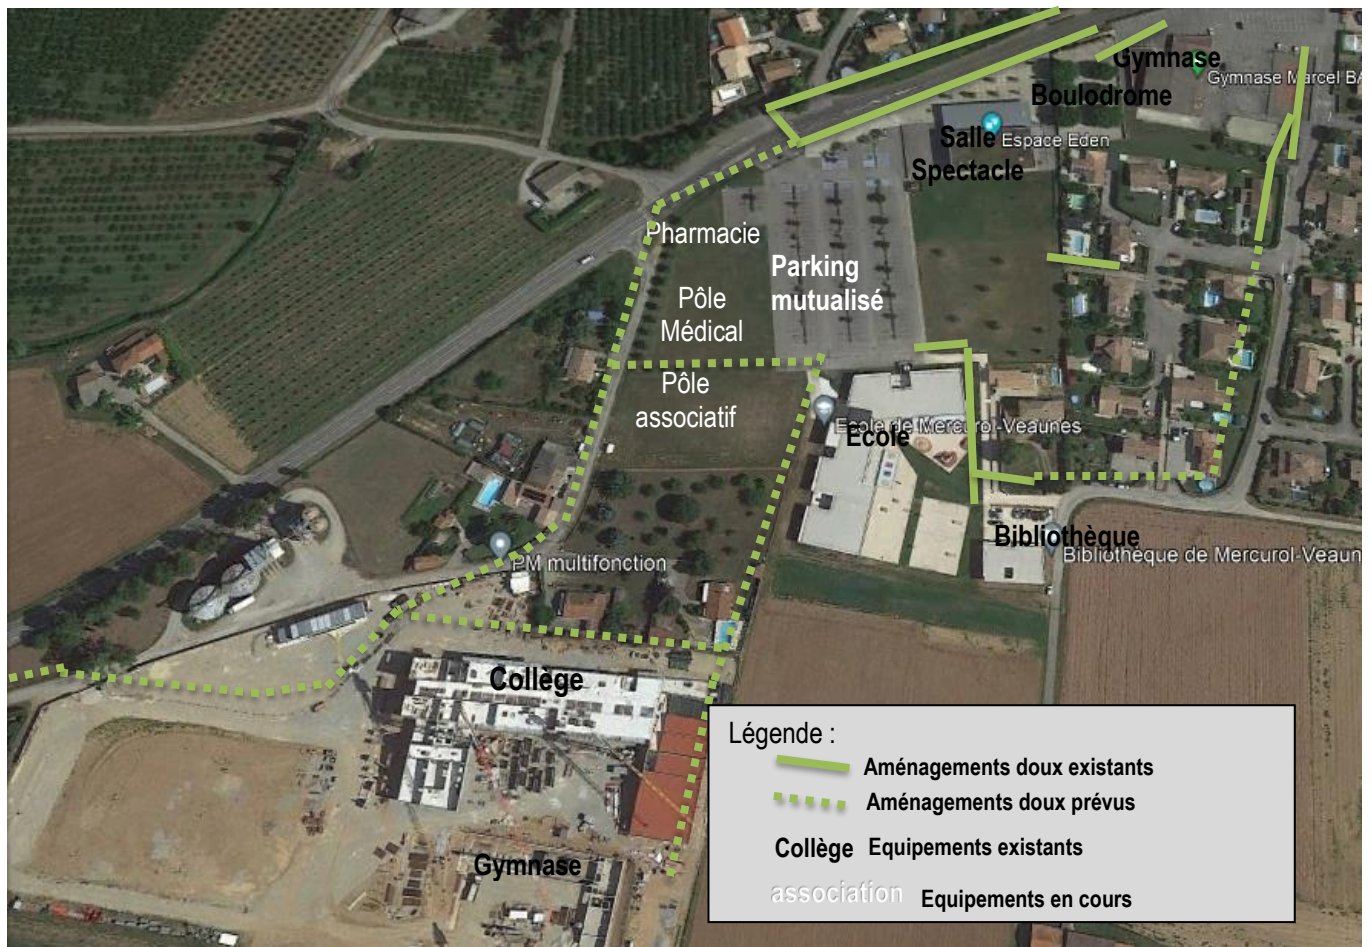 Gymnase
Gymnase Marcel BA
Boulodrome
Salle
Espace Eden
Spectacle
Pharmacie
Parking
mutualisé
Pôle
Médical
Pôle
associatif
Ecole de Mercurol-Veaunes
Ecole
Bibliothèque
Bibliothèque de Mercurol-Veaun
PM multifonction
Collège
Gymnase
Légende :
Aménagements doux existants
Aménagements doux prévus
Collège Equipements existants
association Equipements en cours